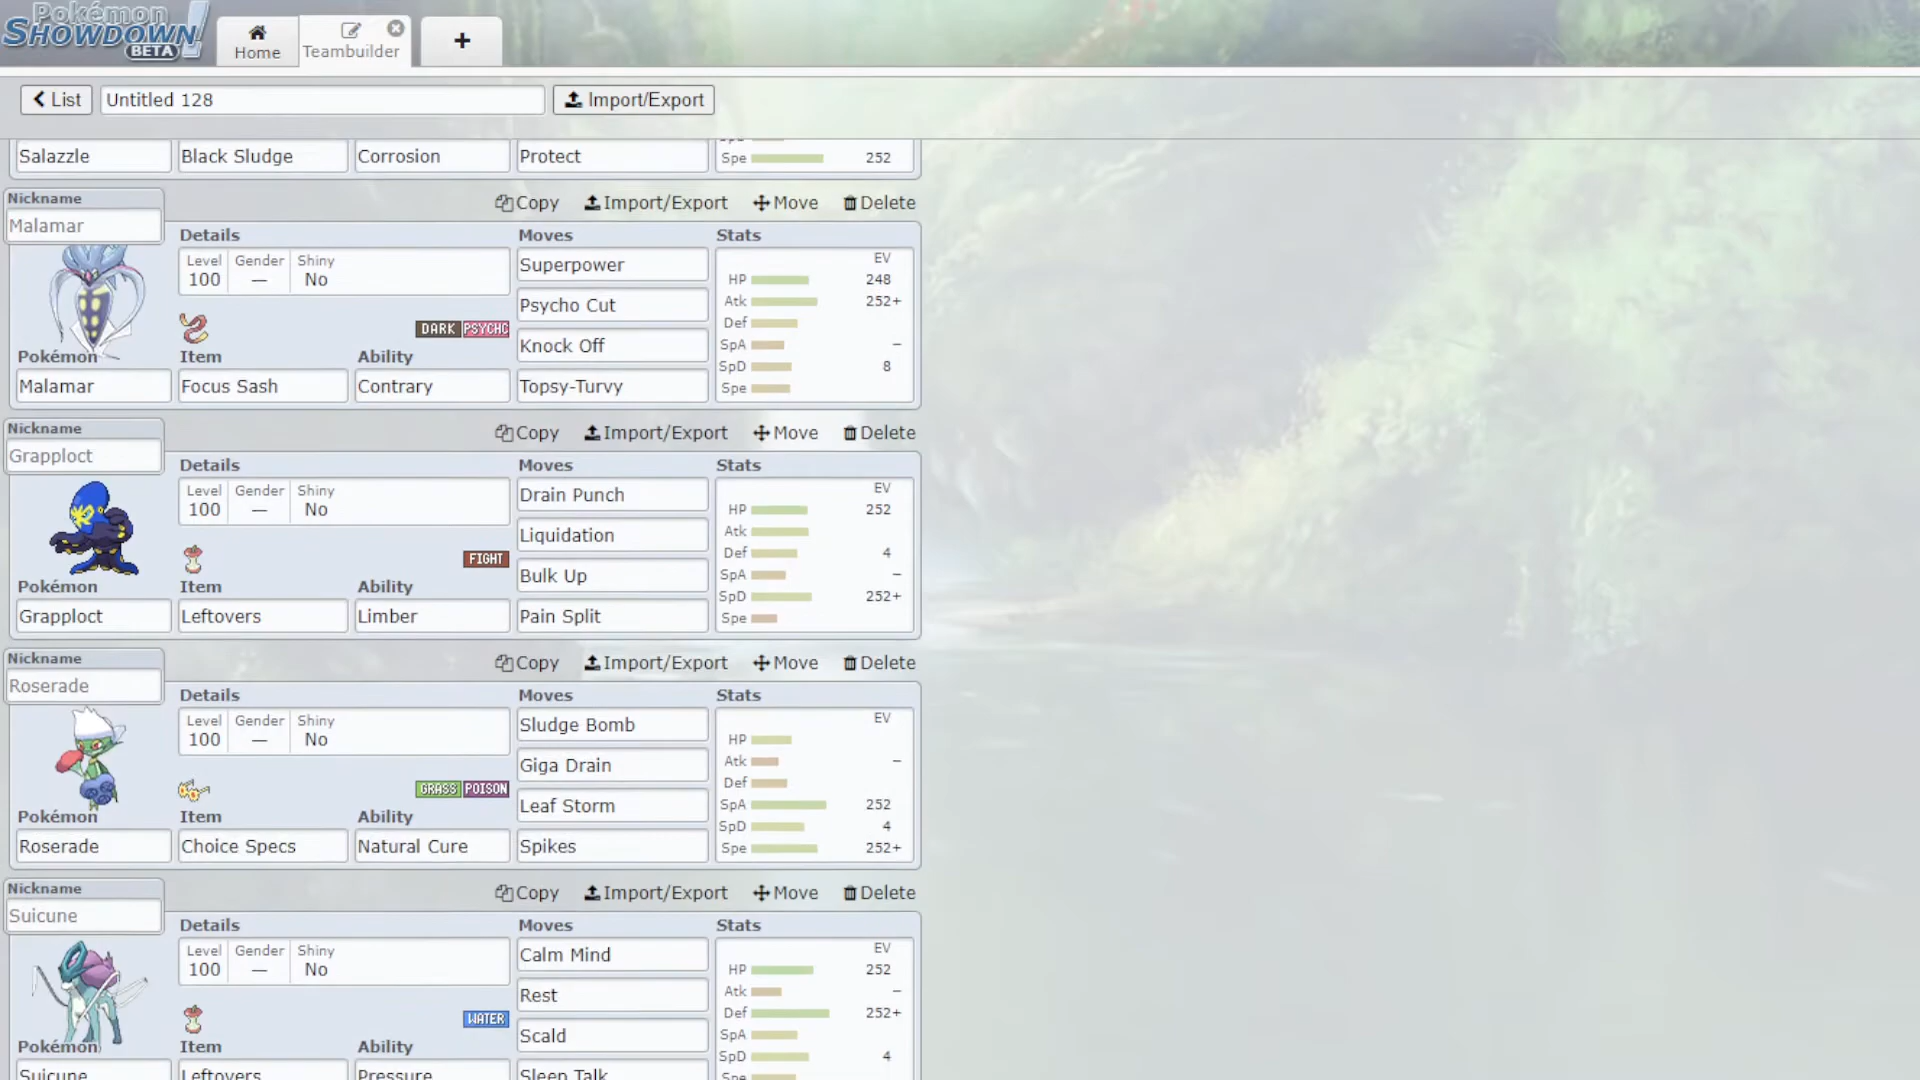 Pokémon
SHOWDOWN!
BETA
Home
Teambuilder
+
List
Untitled 128
Import/Export
Salazzle Black Sludge Corrosion Protect Spe 252
Nickname
Malamar
Copy Import/Export Move Delete
Details Moves Stats
Level Gender Shiny
100 — No
Superpower
Psycho Cut
Knock Off
Topsy-Turvy
EV
HP 248
Atk 252+
Def
SpA –
SpD 8
Spe
DARK PSYCHC
Pokémon Item Ability
Malamar Focus Sash Contrary
Nickname
Grapploct
Copy Import/Export Move Delete
Details Moves Stats
Level Gender Shiny
100 — No
Drain Punch
Liquidation
Bulk Up
Pain Split
EV
HP 252
Atk
Def 4
SpA –
SpD 252+
Spe
FIGHT
Pokémon Item Ability
Grapploct Leftovers Limber
Nickname
Roserade
Copy Import/Export Move Delete
Details Moves Stats
Level Gender Shiny
100 — No
Sludge Bomb
Giga Drain
Leaf Storm
Spikes
EV
HP
Atk –
Def
SpA 252
SpD 4
Spe 252+
GRASS POISON
Pokémon Item Ability
Roserade Choice Specs Natural Cure
Nickname
Suicune
Copy Import/Export Move Delete
Details Moves Stats
Level Gender Shiny
100 — No
Calm Mind
Rest
Scald
Sleep Talk
EV
HP 252
Atk –
Def 252+
SpA
SpD 4
Spe
WATER
Pokémon Item Ability
Suicune Leftovers Pressure